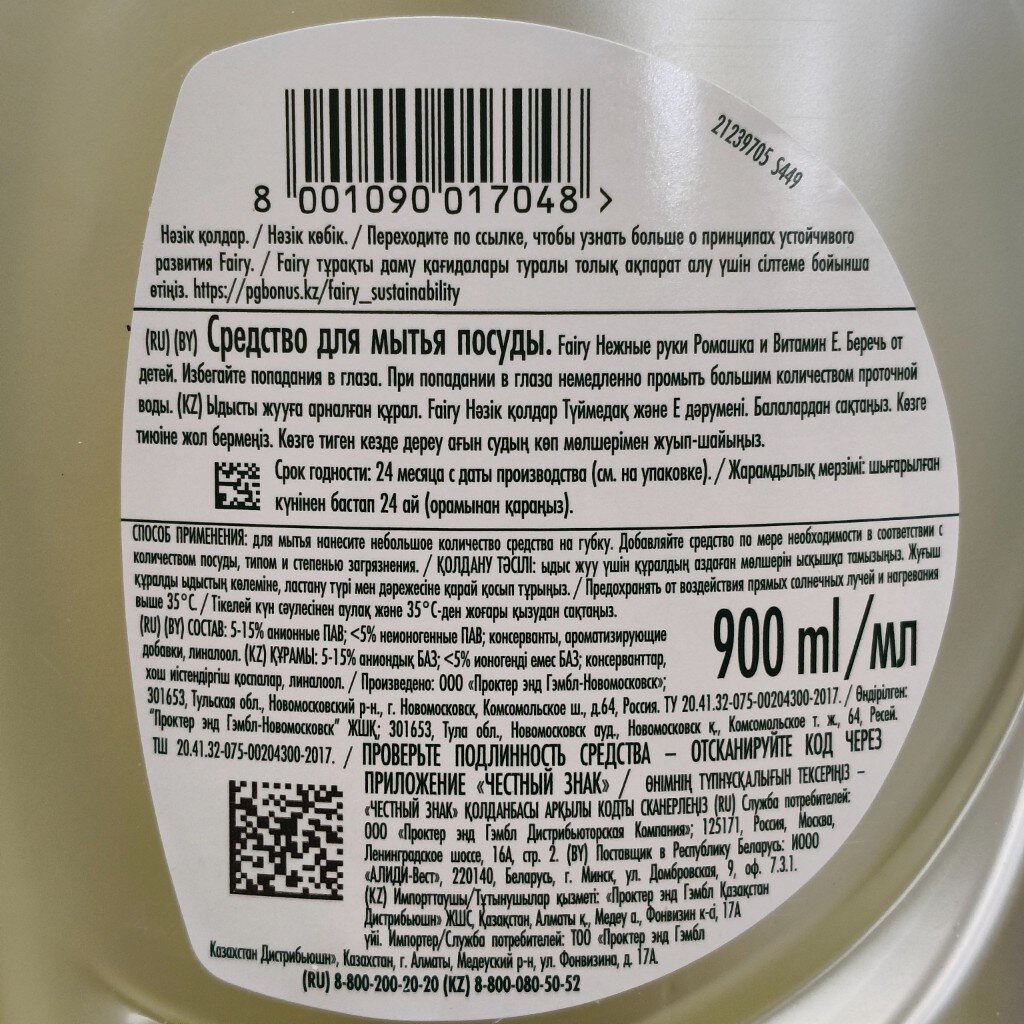 21239705 S449
8 001090 017048 >
Нәзік қолдар. / Нәзік көбік. / Переходите по ссылке, чтобы узнать больше о принципах устойчивого
развития Fairy. / Fairy тұрақты даму қағидалары туралы толық ақпарат алу үшін сілтеме бойынша
өтіңіз. https://pgbonus.kz/fairy_sustainability
(RU) (BY) Средство для мытья посуды. Fairy Нежные руки Ромашка и Витамин Е. Беречь от
детей. Избегайте попадания в глаза. При попадании в глаза немедленно промыть большим количеством проточной
воды. (KZ) Ыдысты жууға арналған құрал. Fairy Нәзік қолдар Түймедақ және Е дәрумені. Балалардан сақтаңыз. Көзге
тиюіне жол бермеңіз. Көзге тиген кезде дереу ағын судың көп мөлшерімен жуып-шайыңыз.
Срок годности: 24 месяца с даты производства (см. на упаковке). / Жарамдылық мерзімі: шығарылған
күнінен бастап 24 ай (орамынан қараңыз).
СПОСОБ ПРИМЕНЕНИЯ: для мытья нанесите небольшое количество средства на губку. Добавляйте средство по мере необходимости в соответствии с
количеством посуды, типом и степенью загрязнения. / ҚОЛДАНУ ТӘСІЛІ: ыдыс жуу үшін құралдың аздаған мөлшерін ысқышқа тамызыңыз. Жуғыш
құралды ыдыстың көлеміне, ластану түрі мен дәрежесіне қарай қосып тұрыңыз. / Предохранять от воздействия прямых солнечных лучей и нагревания
выше 35°С. / Тікелей күн сәулесінен аулақ және 35°С-ден жоғары қызудан сақтаңыз.
(RU) (BY) СОСТАВ: 5-15% анионные ПАВ; <5% неионогенные ПАВ; консерванты, ароматизирующие
добавки, линалоол. (KZ) ҚҰРАМЫ: 5-15% аниондық БАЗ; <5% ионогенді емес БАЗ; консерванттар,
хош иістендіргіш қоспалар, линалоол. / Произведено: ООО «Проктер энд Гэмбл-Новомосковск»;
900 ml/мл
301653, Тульская обл., Новомосковский р-н., г. Новомосковск, Комсомольское ш., д.64, Россия. ТУ 20.41.32-075-00204300-2017. / Өндірілген:
"Проктер энд Гэмбл-Новомосковск" ЖШҚ; 301653, Тула обл., Новомосковск ауд., Новомосковск қ., Комсомольское т. ж., 64, Ресей.
ТШ 20.41.32-075-00204300-2017. / ПРОВЕРЬТЕ ПОДЛИННОСТЬ СРЕДСТВА – ОТСКАНИРУЙТЕ КОД ЧЕРЕЗ
ПРИЛОЖЕНИЕ «ЧЕСТНЫЙ ЗНАК» / ӨНІМНІҢ ТҮПНҰСҚАЛЫҒЫН ТЕКСЕРІҢІЗ –
«ЧЕСТНЫЙ ЗНАК» ҚОЛДАНБАСЫ АРҚЫЛЫ КОДТЫ СКАНЕРЛЕҢІЗ (RU) Служба потребителей:
ООО «Проктер энд Гэмбл Дистрибьюторская Компания»; 125171, Россия, Москва,
Ленинградское шоссе, 16А, стр. 2. (BY) Поставщик в Республику Беларусь: ИООО
«АЛИДИ-Вест», 220140, Беларусь, г. Минск, ул. Домбровская, 9, оф. 7.3.1.
(KZ) Импорттаушы/Тұтынушылар қызметі: «Проктер энд Гэмбл Қазақстан
Дистрибьюшн» ЖШС, Қазақстан, Алматы қ., Медеу а., Фонвизин к-сі, 17А
үйі. Импортер/Служба потребителей: ТОО «Проктер энд Гэмбл
Казахстан Дистрибьюшн», Казахстан, г. Алматы, Медеуский р-н, ул. Фонвизина, д. 17А.
(RU) 8-800-200-20-20 (KZ) 8-800-080-50-52